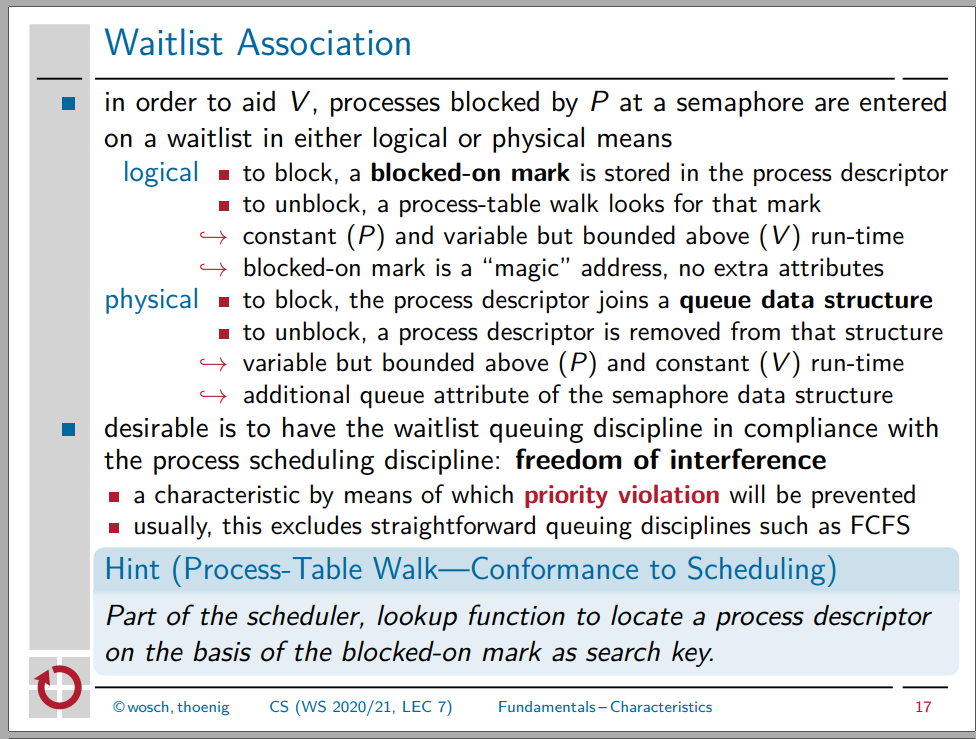 Waitlist Association
in order to aid V, processes blocked by P at a semaphore are entered
on a waitlist in either logical or physical means
logical ■ to block, a blocked-on mark is stored in the process descriptor
■ to unblock, a process-table walk looks for that mark
↪ constant (P) and variable but bounded above (V) run-time
↪ blocked-on mark is a “magic” address, no extra attributes
physical ■ to block, the process descriptor joins a queue data structure
■ to unblock, a process descriptor is removed from that structure
↪ variable but bounded above (P) and constant (V) run-time
↪ additional queue attribute of the semaphore data structure
desirable is to have the waitlist queuing discipline in compliance with
the process scheduling discipline: freedom of interference
■ a characteristic by means of which priority violation will be prevented
■ usually, this excludes straightforward queuing disciplines such as FCFS
Hint (Process-Table Walk—Conformance to Scheduling)
Part of the scheduler, lookup function to locate a process descriptor
on the basis of the blocked-on mark as search key.
©wosch, thoenig CS (WS 2020/21, LEC 7) Fundamentals – Characteristics 17